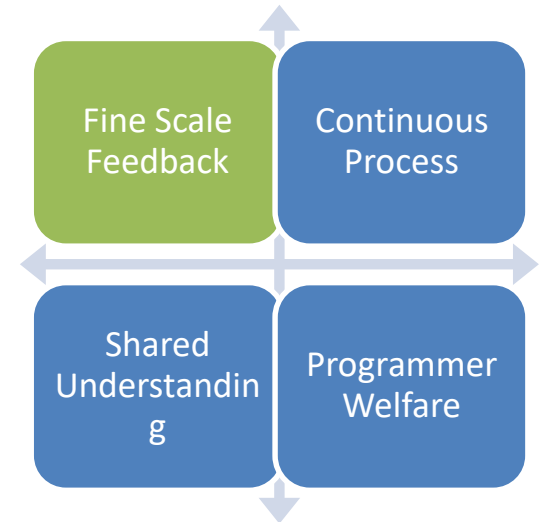 Fine Scale
Feedback
Continuous
Process
Shared
Understandin
g
Programmer
Welfare